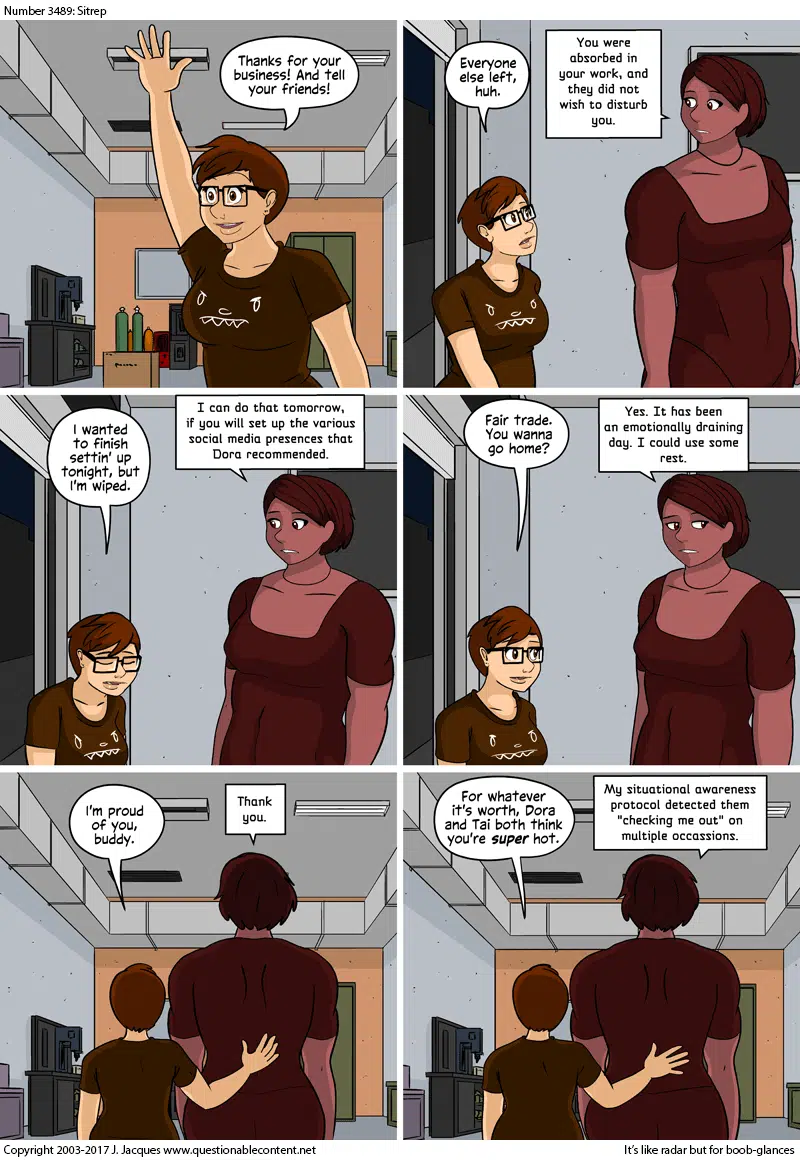 Number 3489: Sitrep
Thanks for your
business! And tell
your friends!
Everyone
else left,
huh.
You were
absorbed in
your work, and
they did not
wish to disturb
you.
I wanted
to finish
settin' up
tonight, but
I'm wiped.
I can do that tomorrow,
if you will set up the various
social media presences that
Dora recommended.
Fair trade.
You wanna
go home?
Yes. It has been
an emotionally draining
day. I could use some
rest.
I'm proud
of you,
buddy.
Thank
you.
For whatever
it's worth, Dora
and Tai both think
you're super hot.
My situational awareness
protocol detected them
"checking me out" on
multiple occassions.
Copyright 2003-2017 J. Jacques www.questionablecontent.net
It's like radar but for boob-glances